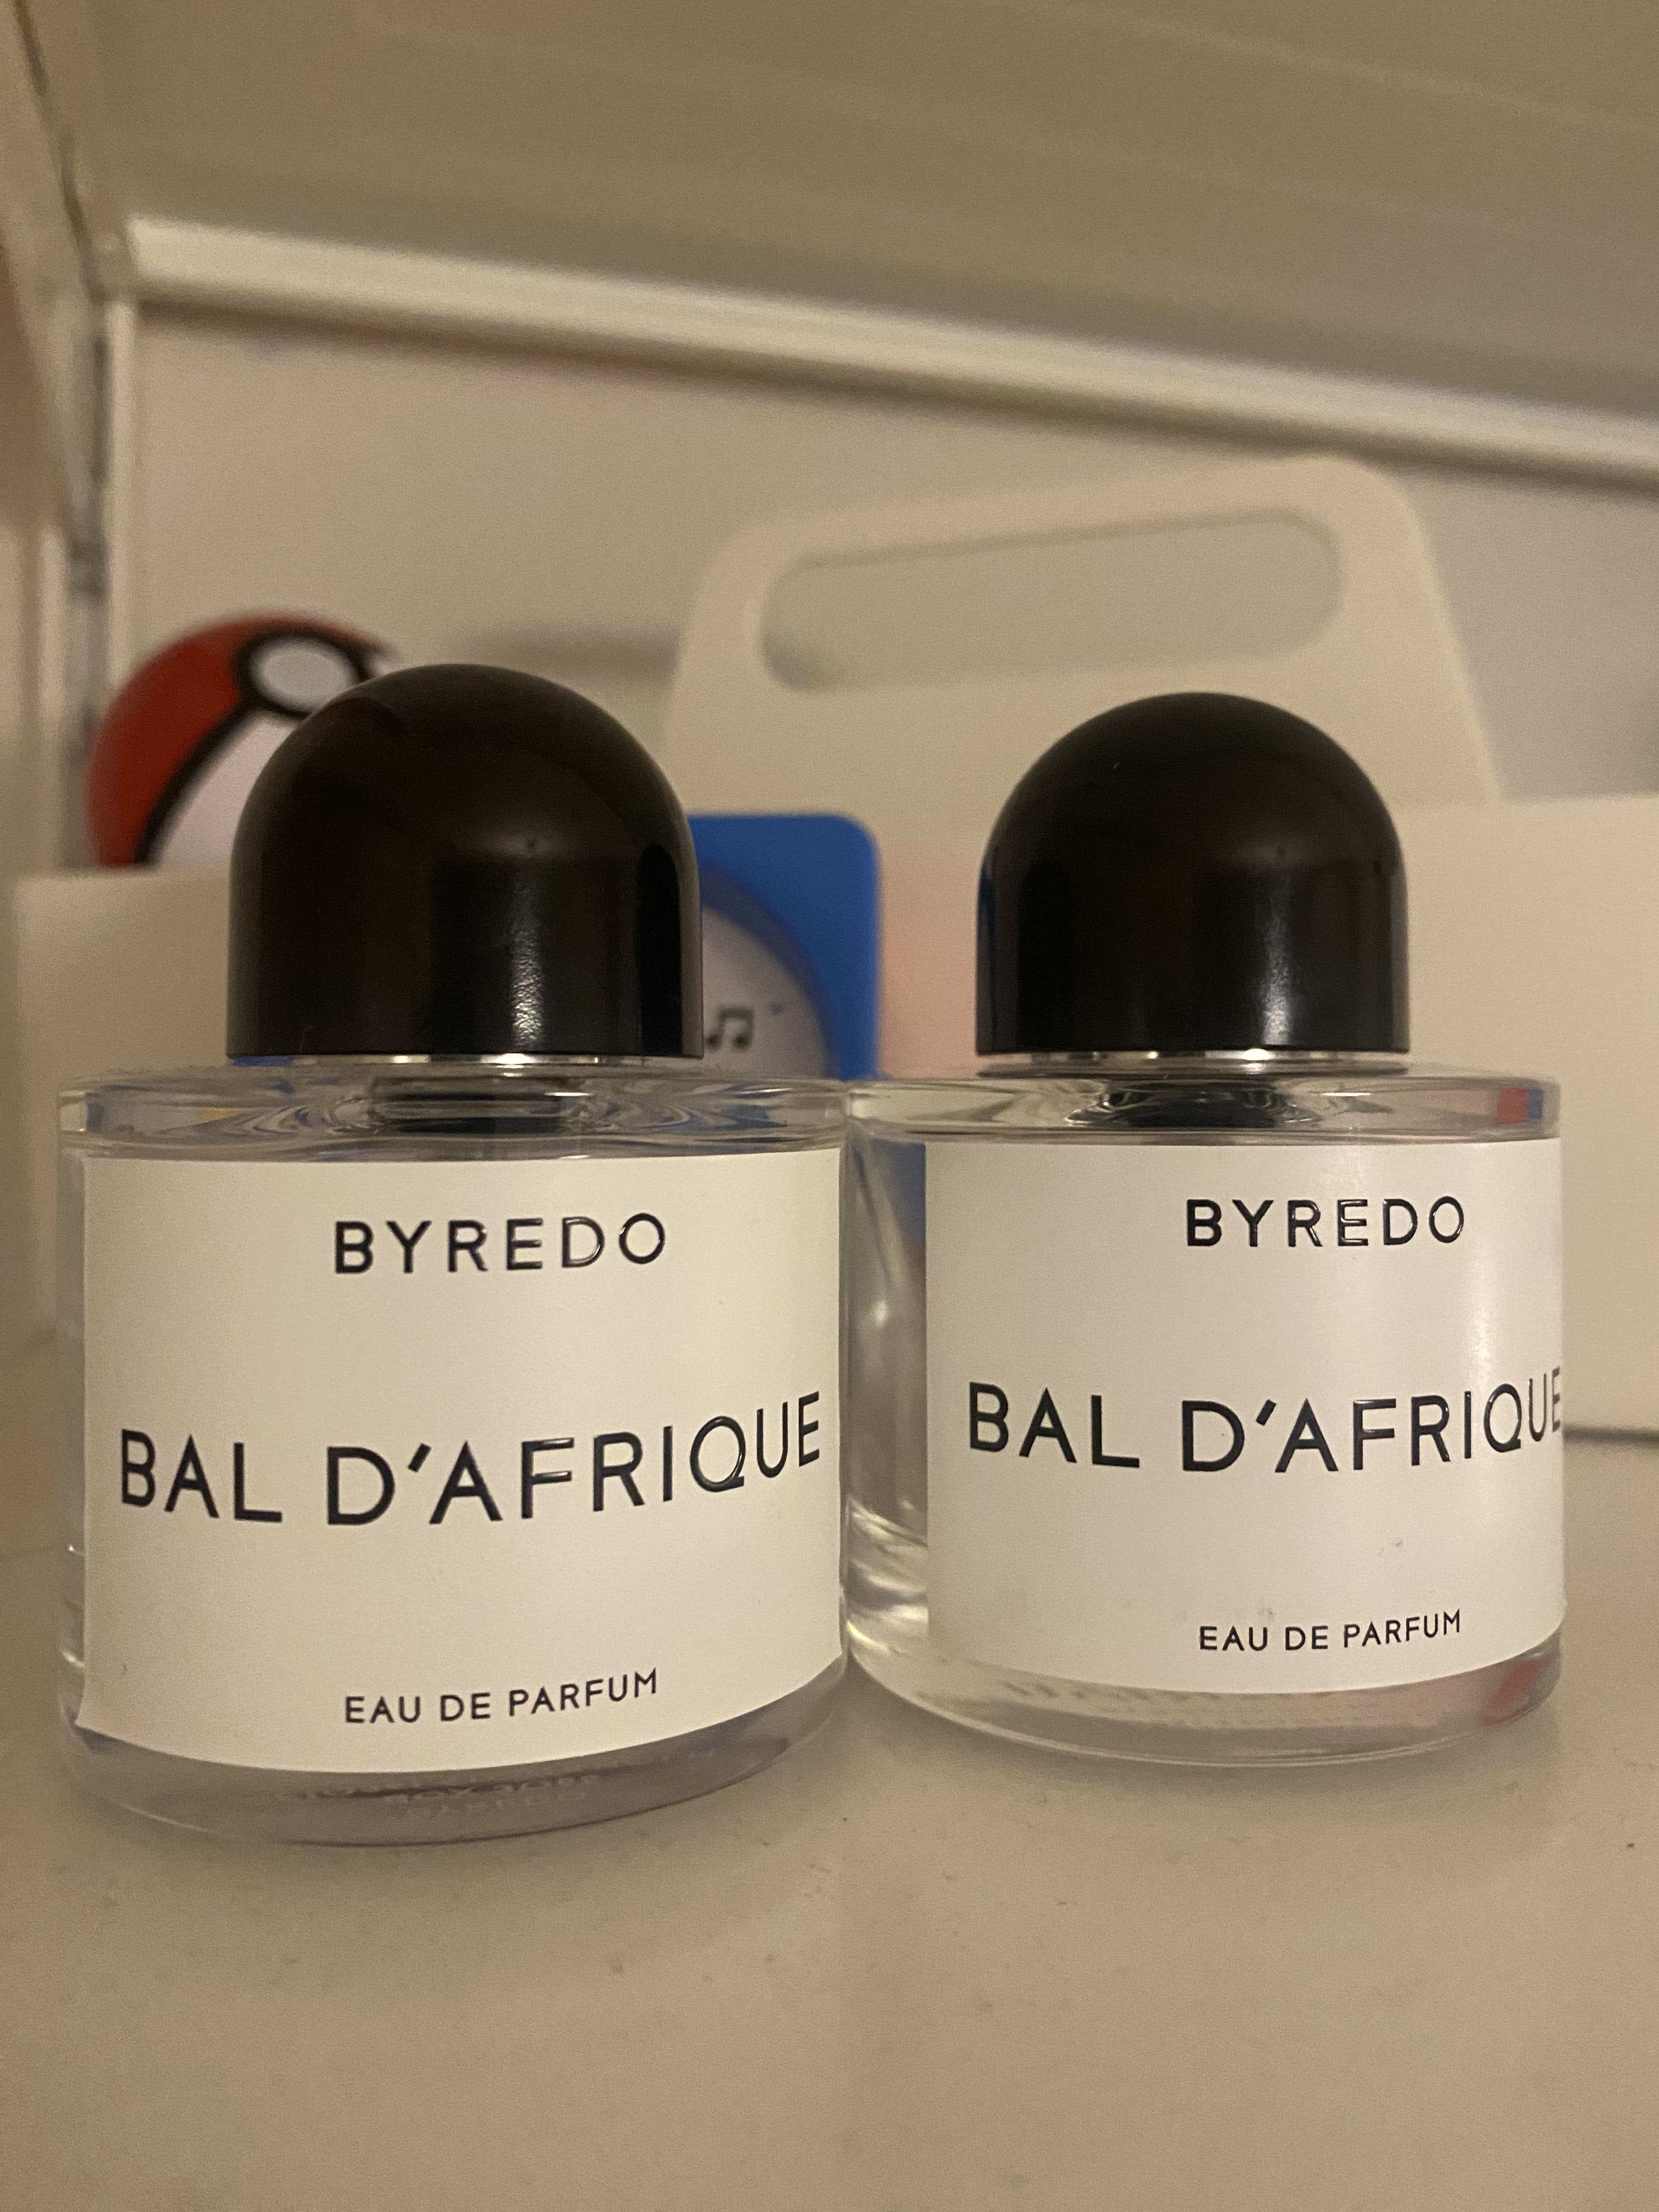 BYREDO
BAL D'AFRIQUE
EAU DE PARFUM
BYREDO
BAL D'AFRIQUE
EAU DE PARFUM